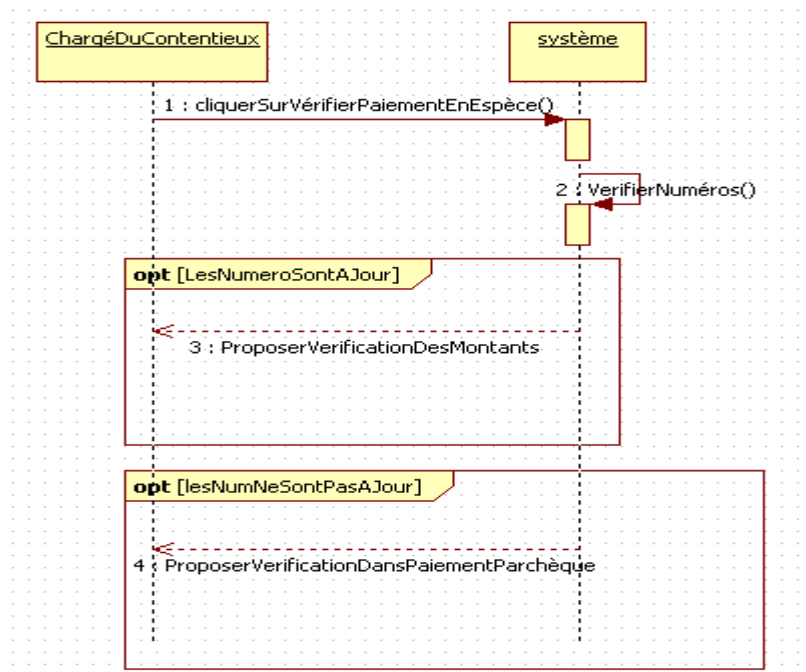 ChargéDuContentieux
système
1 : cliquerSurVérifierPaiementEnEspèce()
2 : VerifierNuméros()
opt [LesNumeroSontAJour]
3 : ProposerVerificationDesMontants
opt [lesNumNeSontPasAJour]
4 : ProposerVerificationDansPaiementParchèque